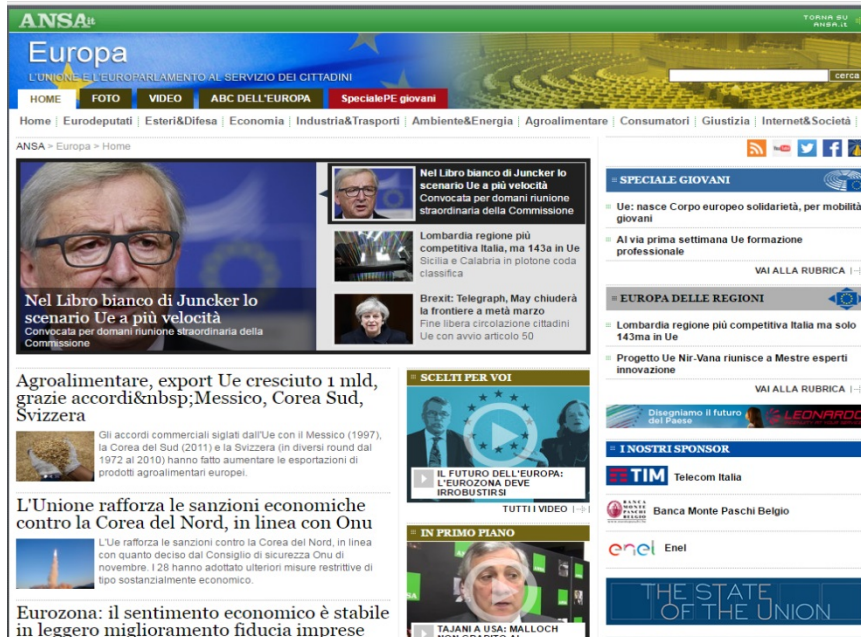 ANSA.it
TORNA SU
ANSA.it
Europa
L'UNIONE E L'EUROPARLAMENTO AL SERVIZIO DEI CITTADINI
cerca
HOME FOTO VIDEO ABC DELL'EUROPA SpecialePE giovani
Home | Eurodeputati | Esteri&Difesa | Economia | Industria&Trasporti | Ambiente&Energia | Agroalimentare | Consumatori | Giustizia | Internet&Società |
ANSA > Europa > Home
Nel Libro bianco di Juncker lo
scenario Ue a più velocità
Convocata per domani riunione straordinaria della
Commissione
Nel Libro bianco di Juncker lo
scenario Ue a più velocità
Convocata per domani riunione
straordinaria della Commissione
Lombardia regione più
competitiva Italia, ma 143a in Ue
Sicilia e Calabria in plotone coda
classifica
Brexit: Telegraph, May chiuderà
la frontiere a metà marzo
Fine libera circolazione cittadini
Ue con avvio articolo 50
Agroalimentare, export Ue cresciuto 1 mld,
grazie accordi&nbsp;Messico, Corea Sud,
Svizzera
Gli accordi commerciali siglati dall'Ue con il Messico (1997),
la Corea del Sud (2011) e la Svizzera (in diversi round dal
1972 al 2010) hanno fatto aumentare le esportazioni di
prodotti agroalimentari europei.
L'Unione rafforza le sanzioni economiche
contro la Corea del Nord, in linea con Onu
L'Ue rafforza le sanzioni contro la Corea del Nord, in linea
con quanto deciso dal Consiglio di sicurezza Onu di
novembre. I 28 hanno adottato ulteriori misure restrittive di
tipo sostanzialmente economico.
Eurozona: il sentimento economico è stabile
in leggero miglioramento fiducia imprese
SCELTI PER VOI
IL FUTURO DELL'EUROPA:
L'EUROZONA DEVE
IRROBUSTIRSI
TUTTI I VIDEO
IN PRIMO PIANO
TAJANI A USA: MALLOCH
NON GRADITO AL
SPECIALE GIOVANI
Ue: nasce Corpo europeo solidarietà, per mobilità
giovani
Al via prima settimana Ue formazione
professionale
VAI ALLA RUBRICA
EUROPA DELLE REGIONI
Lombardia regione più competitiva Italia ma solo
143ma in Ue
Progetto Ue Nir-Vana riunisce a Mestre esperti
innovazione
VAI ALLA RUBRICA
Disegniamo il futuro
del Paese
LEONARDO
I NOSTRI SPONSOR
TIM Telecom Italia
BANCA
MONTE
PASCHI
BELGIO
Banca Monte Paschi Belgio
enel Enel
THE STATE
OF THE UNION